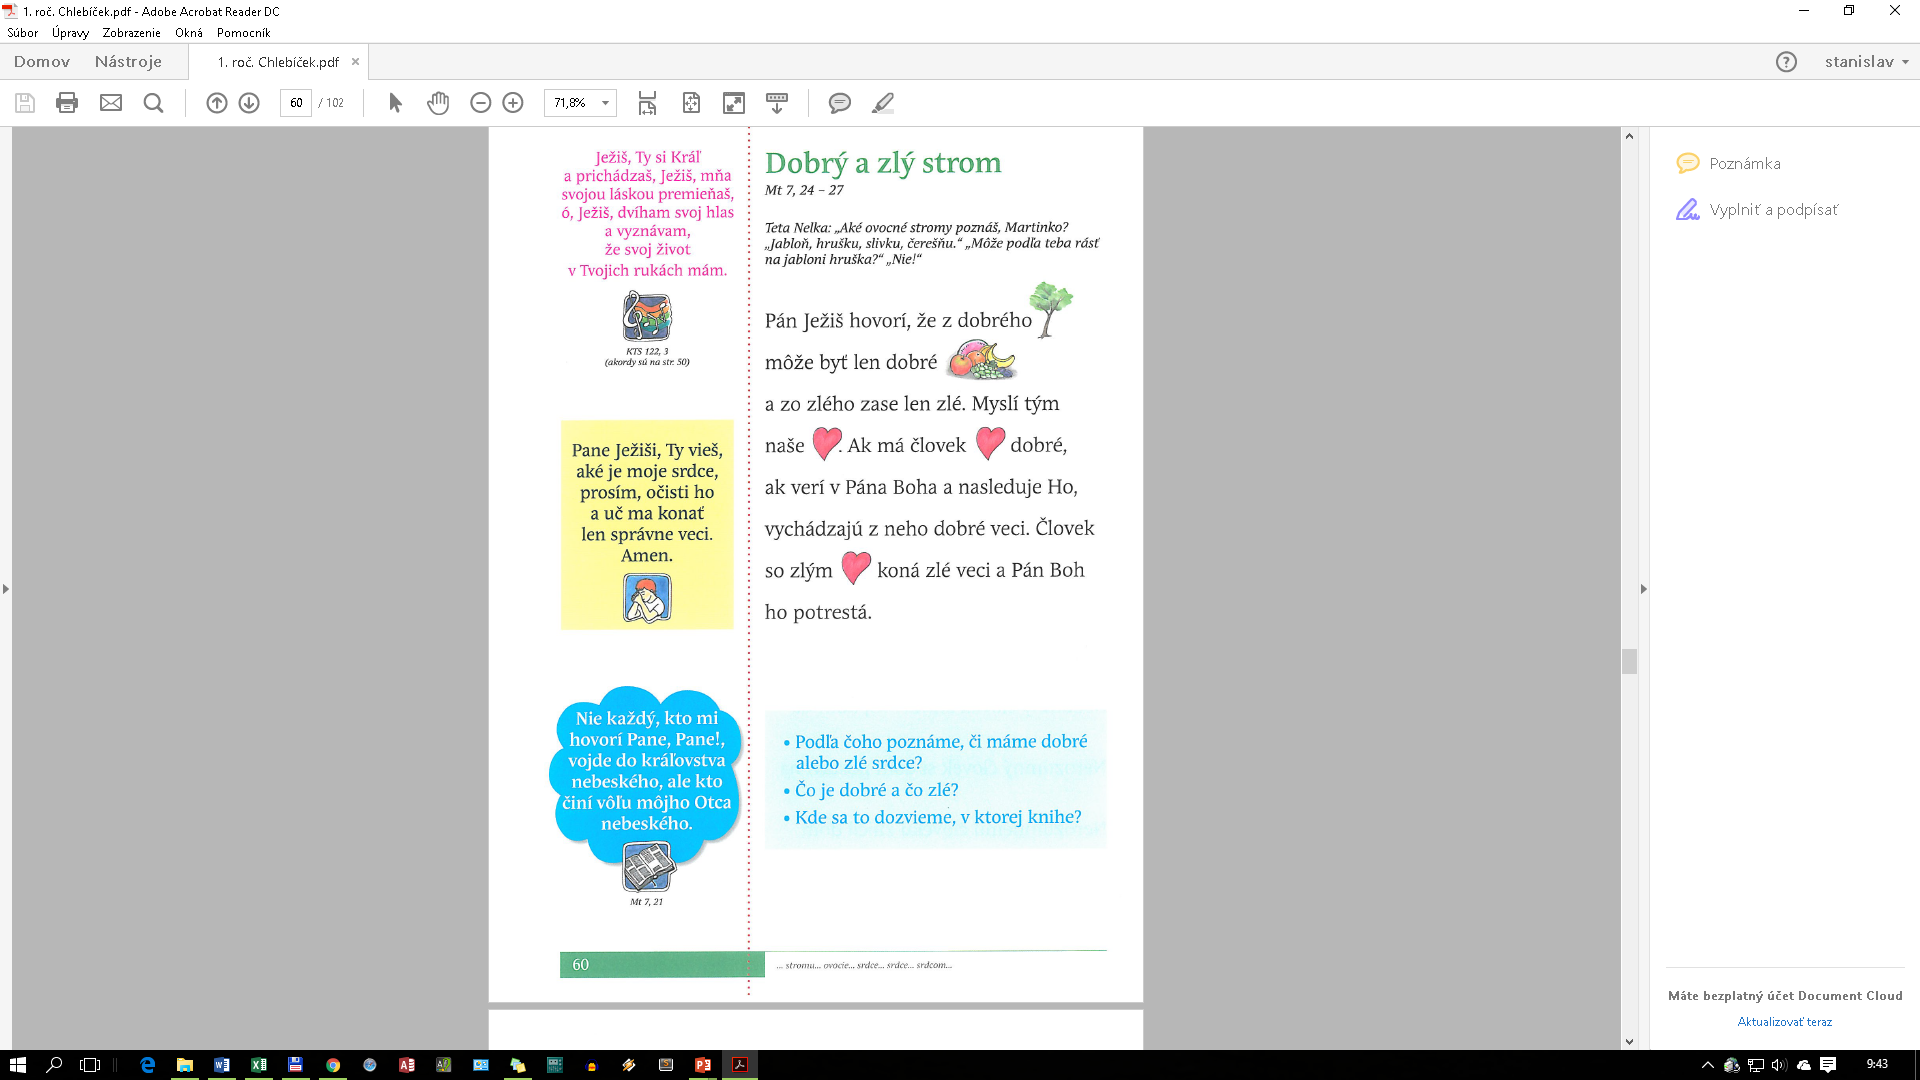 1. roč. Chlebíček.pdf - Adobe Acrobat Reader DC
Súbor Úpravy Zobrazenie Okná Pomocník
Domov Nástroje 1. roč. Chlebíček.pdf × ? stanislav
60 / 102 71,8%
Ježiš, Ty si Kráľ
a prichádzaš, Ježiš, mňa
svojou láskou premieňaš,
ó, Ježiš, dvíham svoj hlas
a vyznávam,
že svoj život
v Tvojich rukách mám.
KTS 122, 3
(akordy sú na str. 50)
Pane Ježiši, Ty vieš,
aké je moje srdce,
prosím, očisti ho
a uč ma konať
len správne veci.
Amen.
Nie každý, kto mi
hovorí Pane, Pane!,
vojde do kráľovstva
nebeského, ale kto
činí vôľu môjho Otca
nebeského.
Mt 7, 21
Dobrý a zlý strom
Mt 7, 24 – 27
Teta Nelka: „Aké ovocné stromy poznáš, Martinko?
„Jabloň, hrušku, slivku, čerešňu.“ „Môže podľa teba rásť
na jabloni hruška?“ „Nie!“
Pán Ježiš hovorí, že z dobrého
môže byť len dobré
a zo zlého zase len zlé. Myslí tým
naše . Ak má človek dobré,
ak verí v Pána Boha a nasleduje Ho,
vychádzajú z neho dobré veci. Človek
so zlým koná zlé veci a Pán Boh
ho potrestá.
• Podľa čoho poznáme, či máme dobré
alebo zlé srdce?
• Čo je dobré a čo zlé?
• Kde sa to dozvieme, v ktorej knihe?
60
... stromu... ovocie... srdce... srdce... srdcom...
Poznámka
Vyplniť a podpísať
Máte bezplatný účet Document Cloud
Aktualizovať teraz
9:43